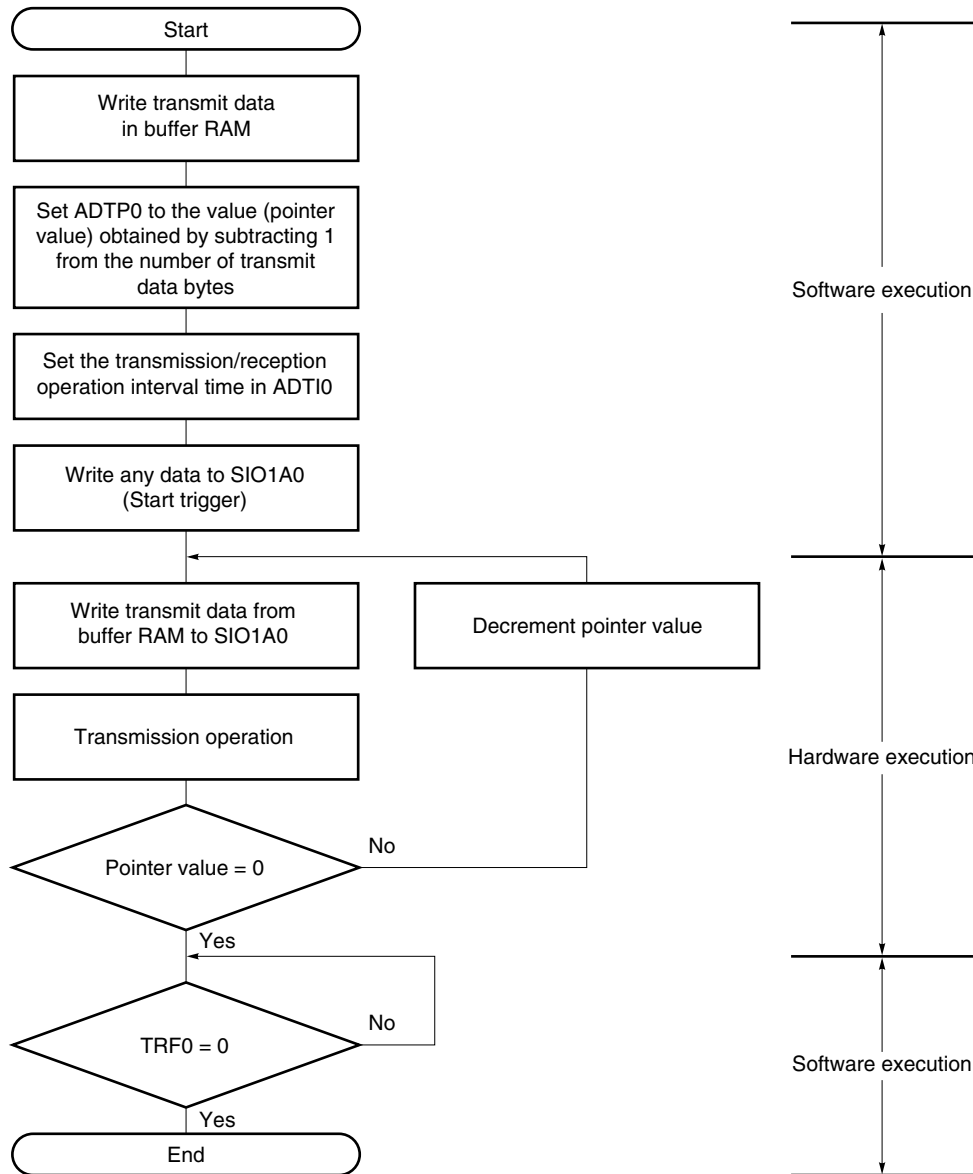 Start
Write transmit data
in buffer RAM
Set ADTP0 to the value (pointer
value) obtained by subtracting 1
from the number of transmit
data bytes
Software execution
Set the transmission/reception
operation interval time in ADTI0
Write any data to SIO1A0
(Start trigger)
Write transmit data from
buffer RAM to SIO1A0
Decrement pointer value
Transmission operation
Hardware execution
No
Pointer value = 0
Yes
No
TRF0 = 0
Software execution
Yes
End